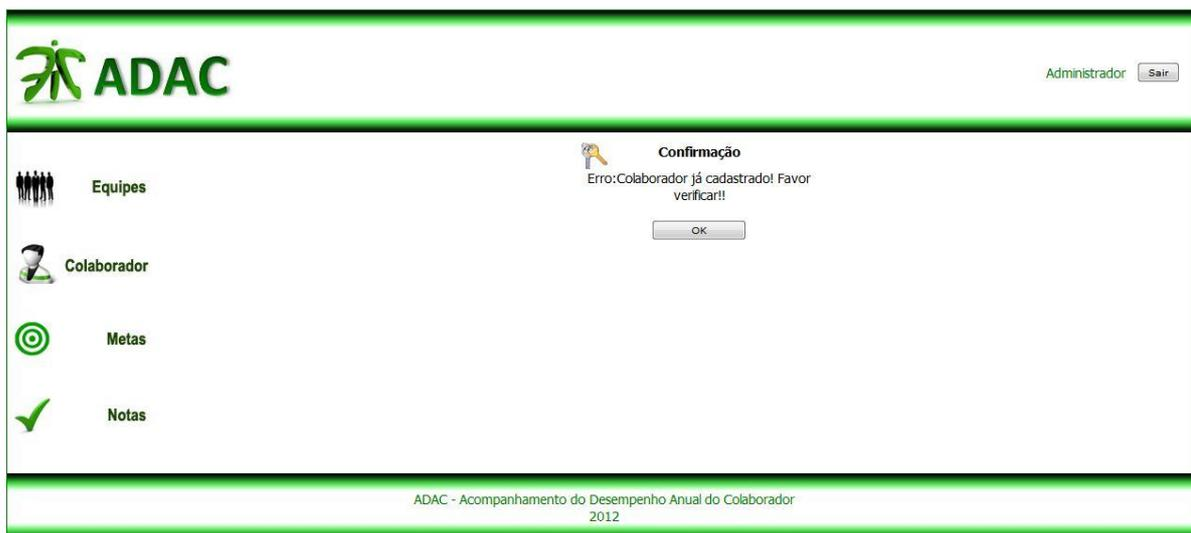 ADAC
Administrador
Sair
Confirmação
Erro:Colaborador já cadastrado! Favor
verificar!!
OK
Equipes
Colaborador
Metas
Notas
ADAC - Acompanhamento do Desempenho Anual do Colaborador
2012